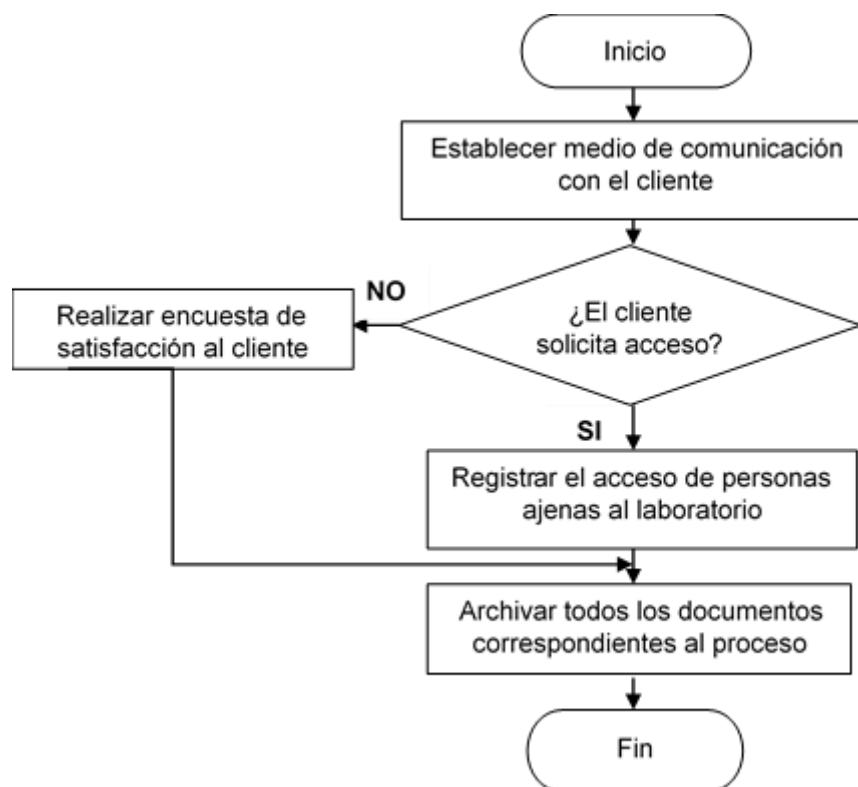 Inicio
Establecer medio de comunicación
con el cliente
¿El cliente
solicita acceso?
NO
Realizar encuesta de
satisfacción al cliente
SI
Registrar el acceso de personas
ajenas al laboratorio
Archivar todos los documentos
correspondientes al proceso
Fin